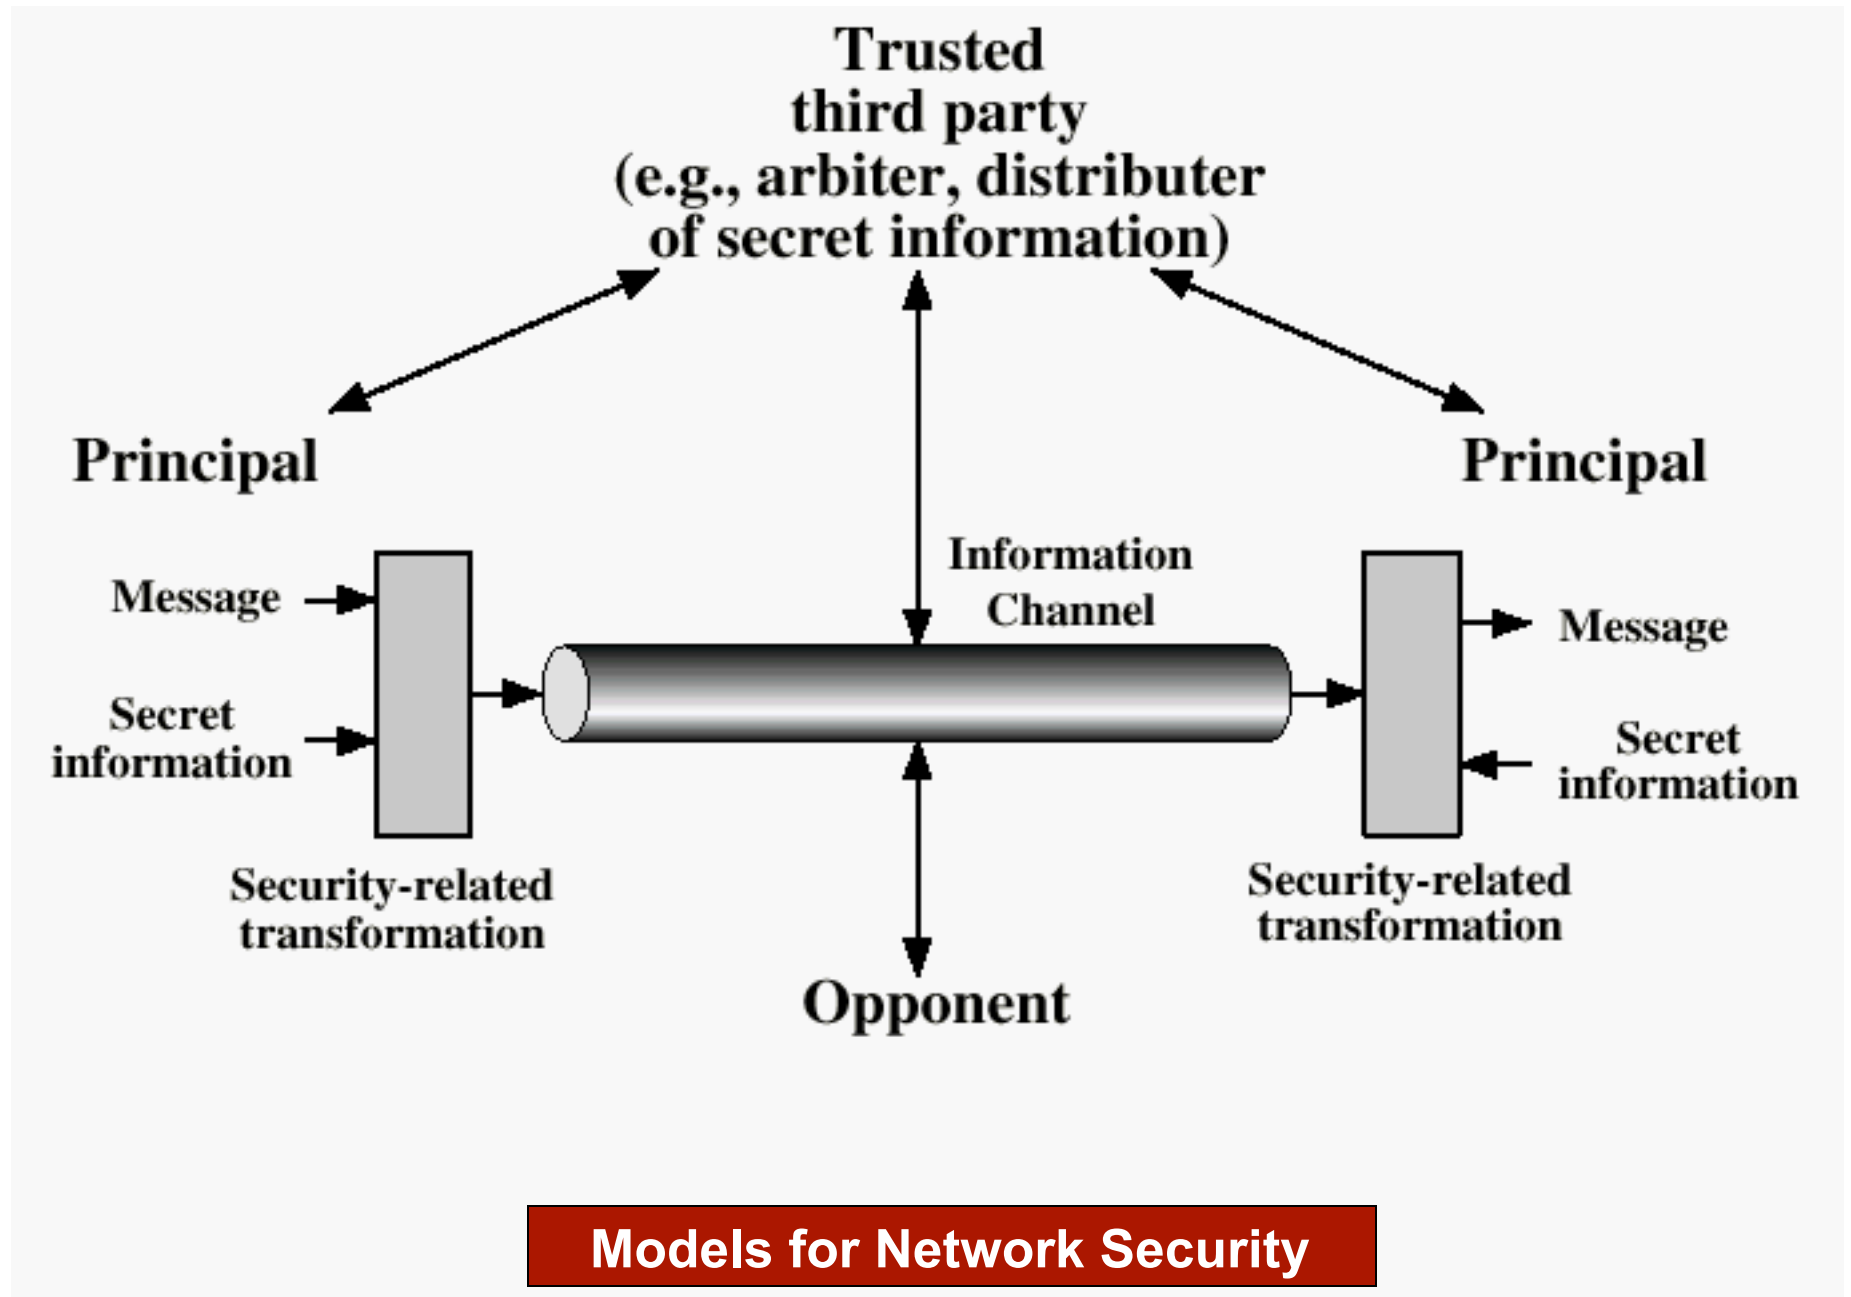 Trusted
third party
(e.g., arbiter, distributer
of secret information)
Principal
Principal
Information
Channel
Message
Secret
information
Message
Secret
information
Security-related
transformation
Security-related
transformation
Opponent
Models for Network Security